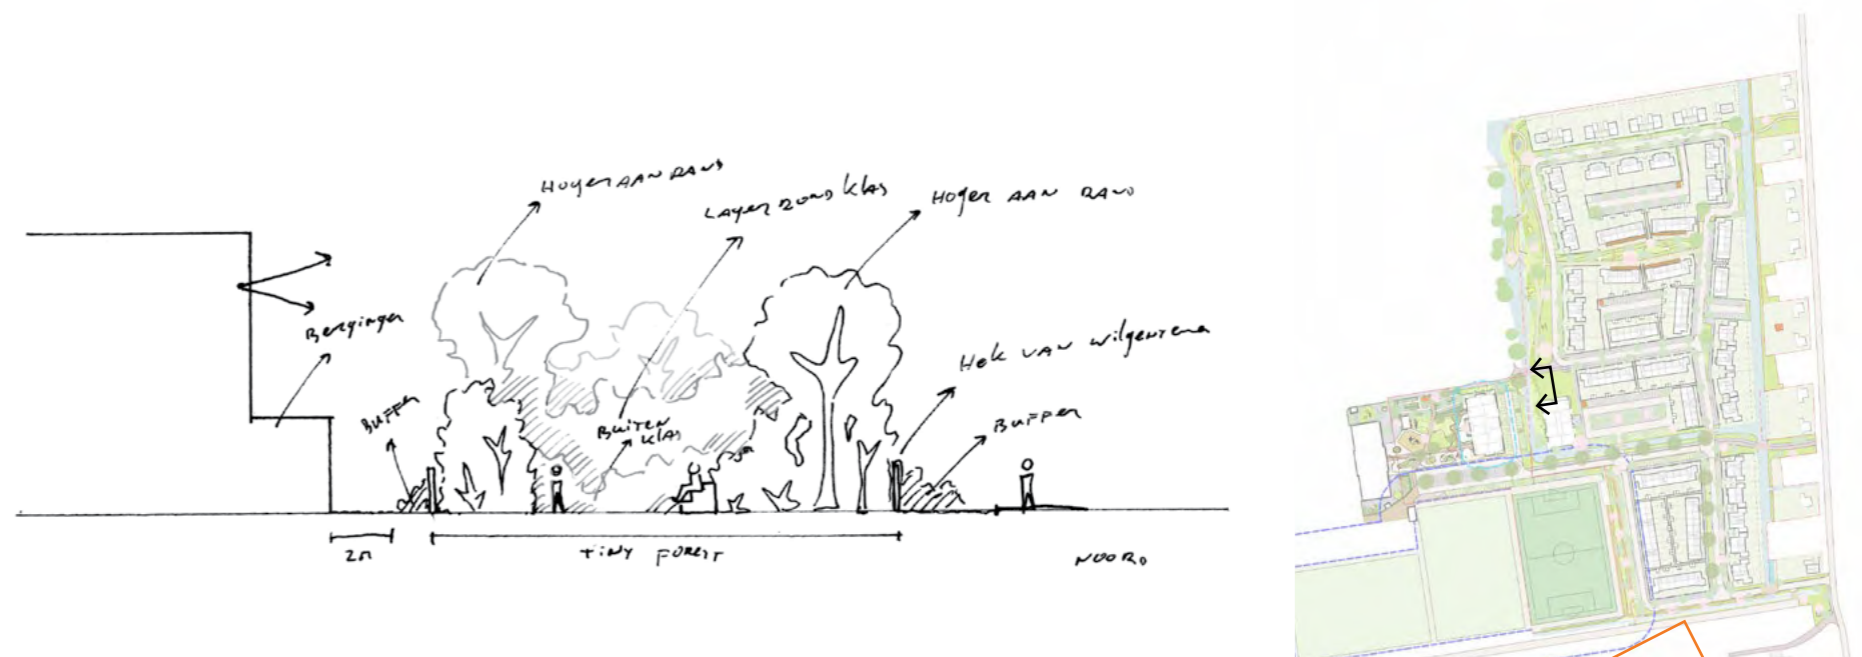 Hoger AAN RAND
Lager rond klas
Hoger AAN RAND
Bergingen
Buffer
Buiten
klas
Hek van wilgentenen
Buffer
2m
Tiny Forest
NOORD